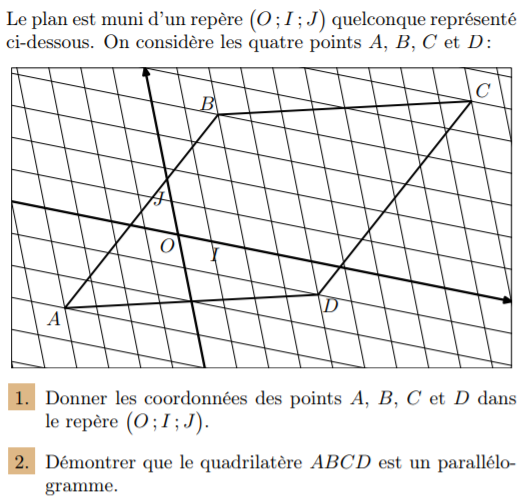 Le plan est muni d'un repère (O ; I ; J) quelconque représenté
ci-dessous. On considère les quatre points A, B, C et D :
C
B
J
O
I
D
A
1. Donner les coordonnées des points A, B, C et D dans
le repère (O ; I ; J).
2. Démontrer que le quadrilatère ABCD est un parallélo-
gramme.